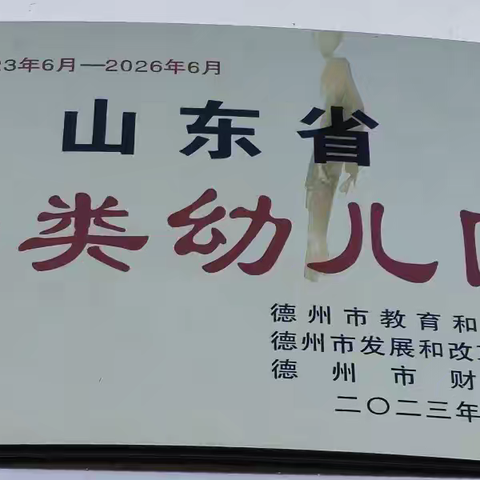 23年6月—2026年6月
山东省
类幼儿
德州市教育和
德州市发展和改
德州市财
二〇二三年